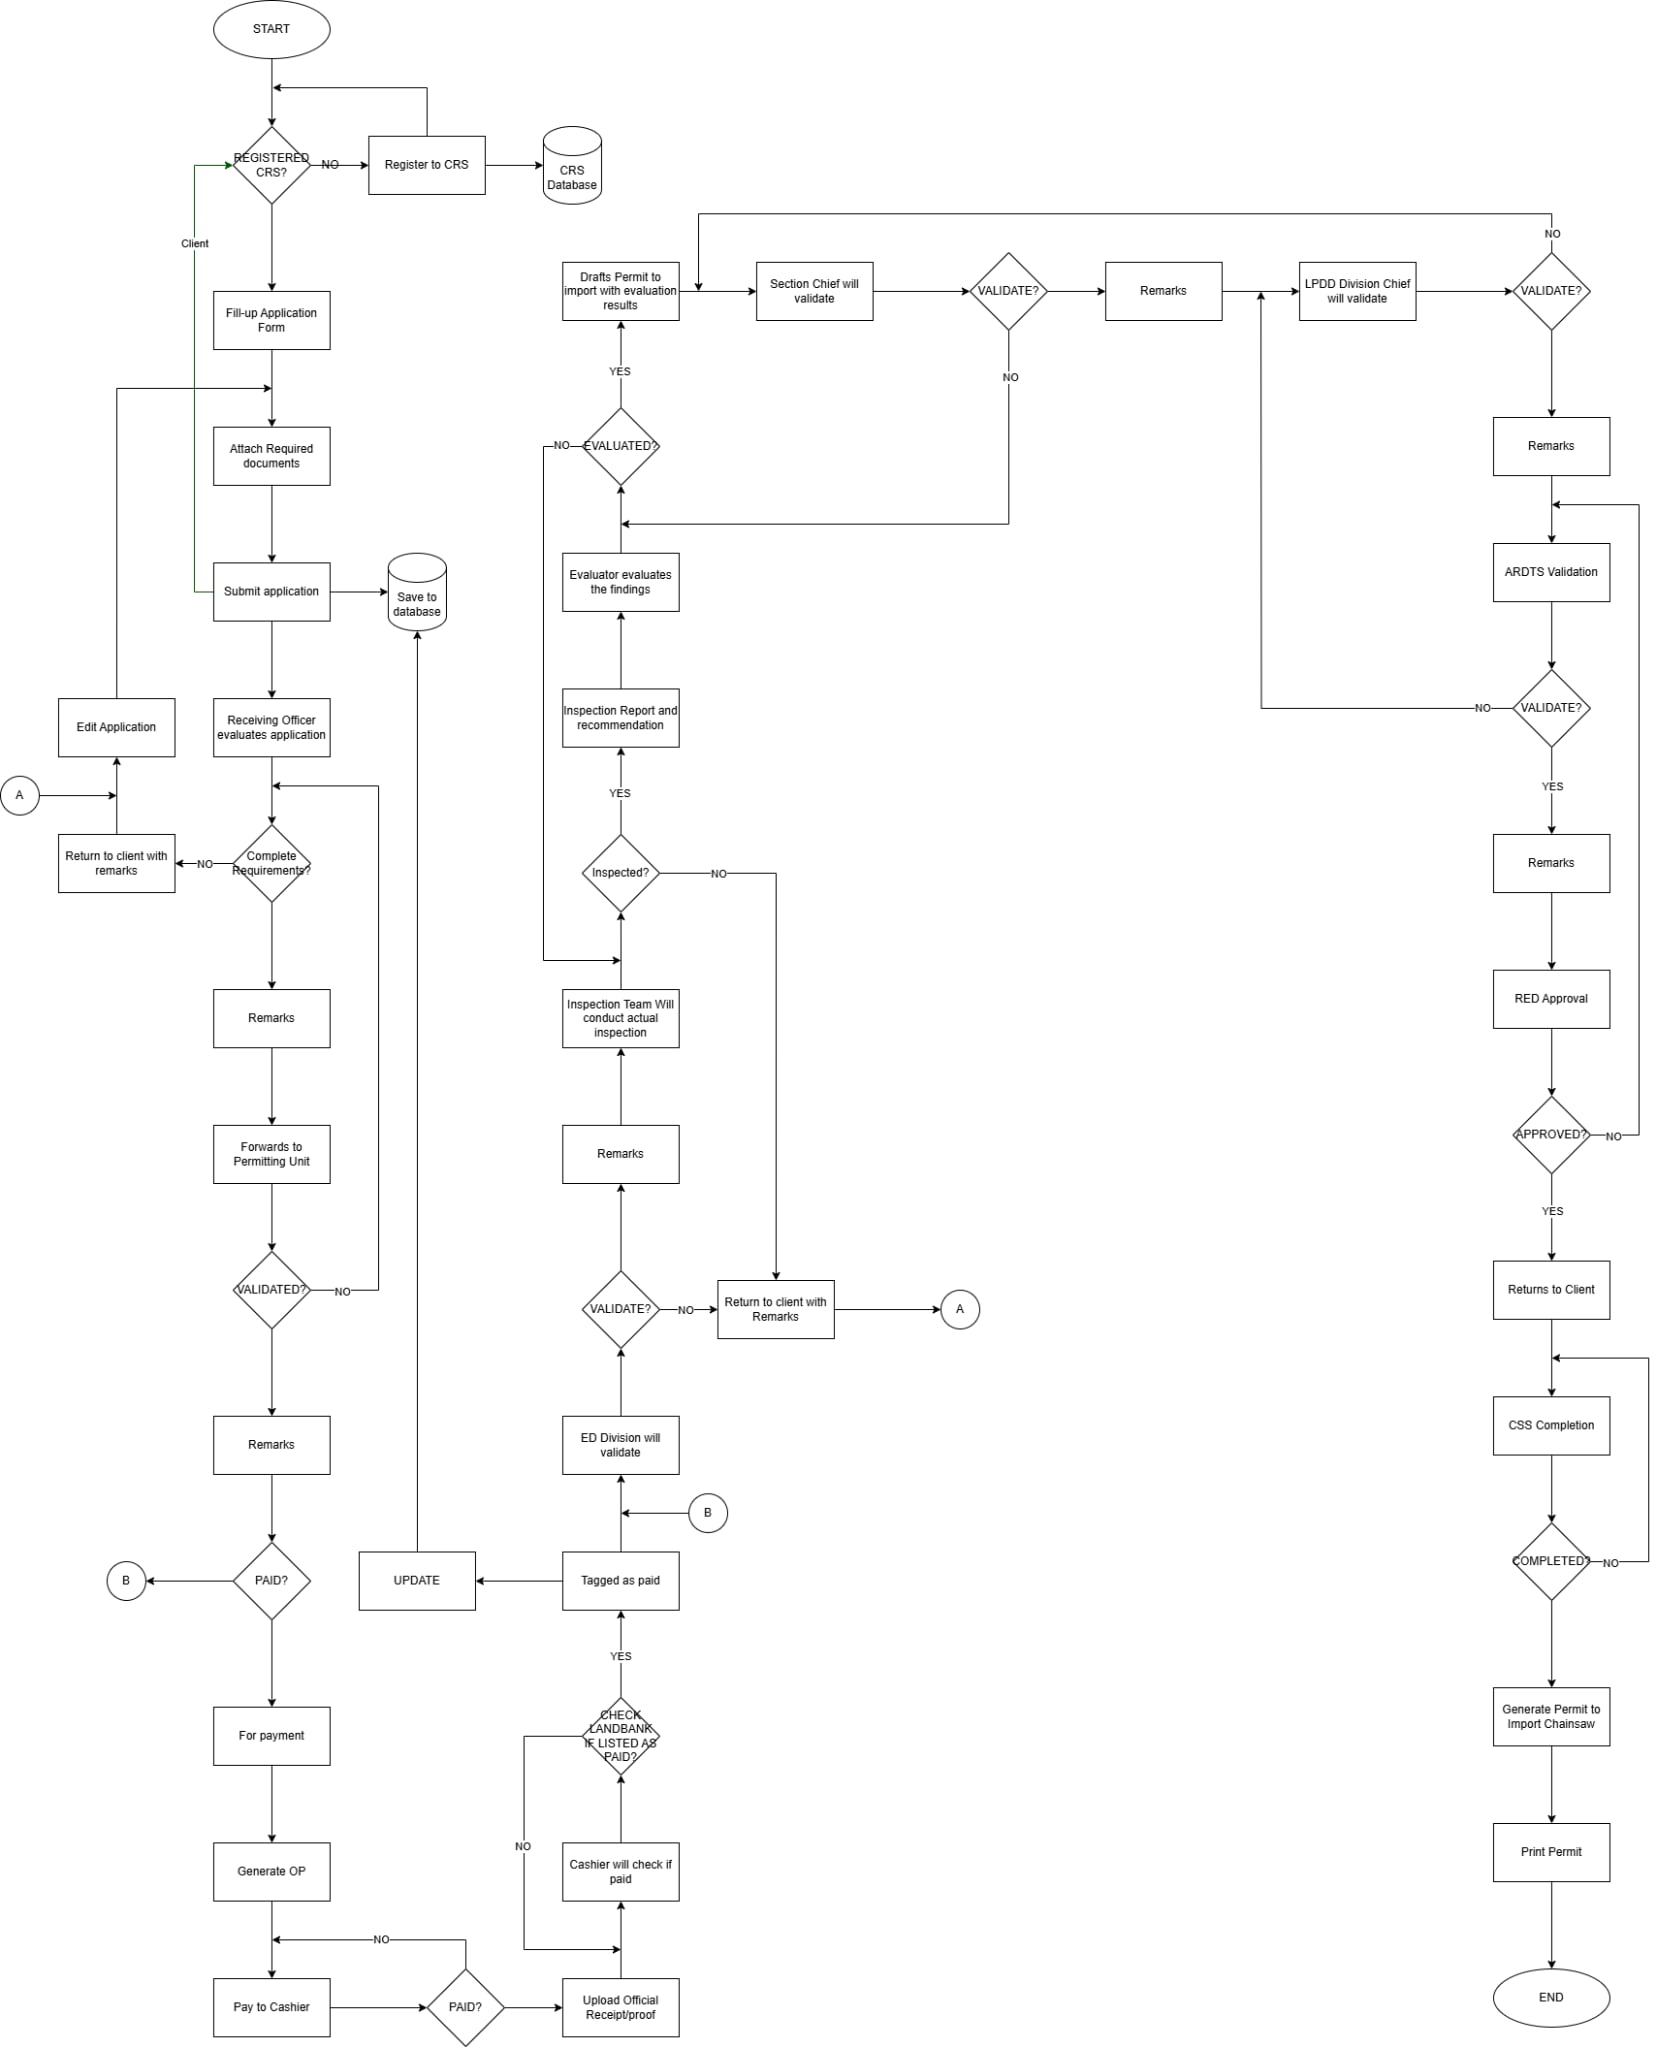 START
REGISTERED
CRS?
NO
Register to CRS
CRS
Database
Client
Fill-up Application
Form
Attach Required
documents
Submit application
Save to
database
Edit Application
Receiving Officer
evaluates application
A
Return to client with
remarks
NO
Complete
Requirements?
Remarks
Forwards to
Permitting Unit
VALIDATED?
NO
Remarks
B
PAID?
For payment
Generate OP
NO
Pay to Cashier
PAID?
Upload Official
Receipt/proof
Cashier will check if
paid
NO
CHECK
LANDBANK
IF LISTED AS
PAID?
YES
Tagged as paid
UPDATE
B
ED Division will
validate
VALIDATE?
NO
Return to client with
Remarks
A
Remarks
Inspection Team Will
conduct actual
inspection
Inspected?
NO
YES
Inspection Report and
recommendation
Evaluator evaluates
the findings
NO
EVALUATED?
YES
Drafts Permit to
import with evaluation
results
Section Chief will
validate
VALIDATE?
NO
Remarks
LPDD Division Chief
will validate
VALIDATE?
NO
Remarks
ARDTS Validation
NO
VALIDATE?
YES
Remarks
RED Approval
APPROVED?
NO
YES
Returns to Client
CSS Completion
COMPLETED?
NO
Generate Permit to
Import Chainsaw
Print Permit
END